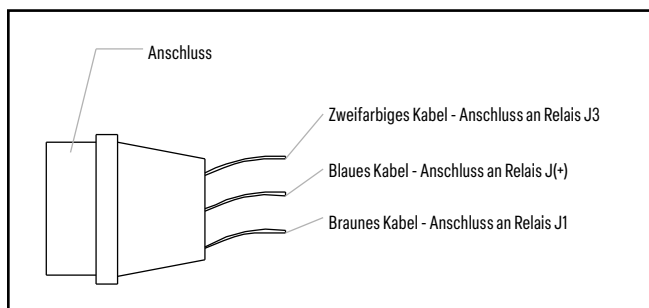 Anschluss
Zweifarbiges Kabel - Anschluss an Relais J3
Blaues Kabel - Anschluss an Relais J(+)
Braunes Kabel - Anschluss an Relais J1